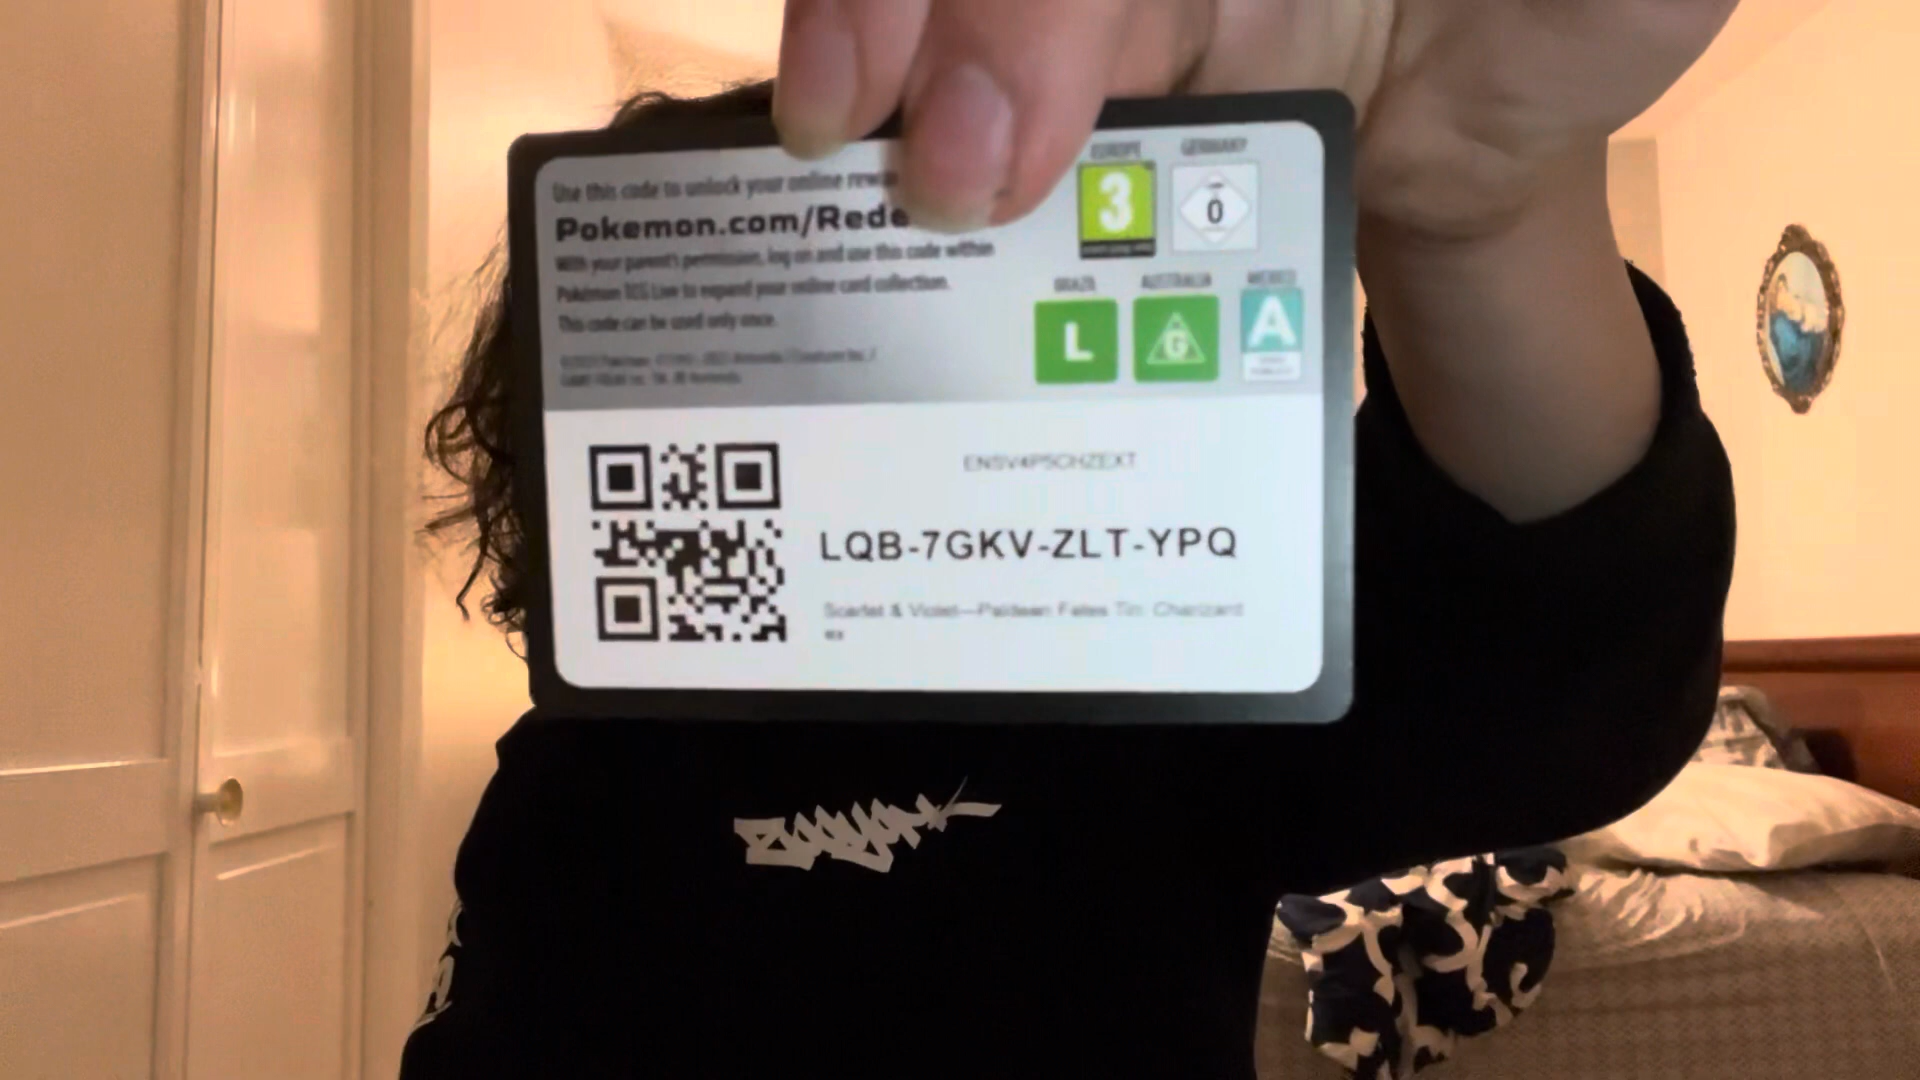 Use this code to unlock your online
Pokemon.com/Rede
With your parent's permission, log on and use this code within
Pokémon TCG Live to expand your online card collection.
This code can be used only once.
EUROPE
GERMANY
3
0
BRAZIL
AUSTRALIA
MEXICO
L
G
A
ENSV4P5CHZEXT
LQB-7GKV-ZLT-YPQ
Scarlet & Violet—Paldean Fates Tin: Charizard
ex